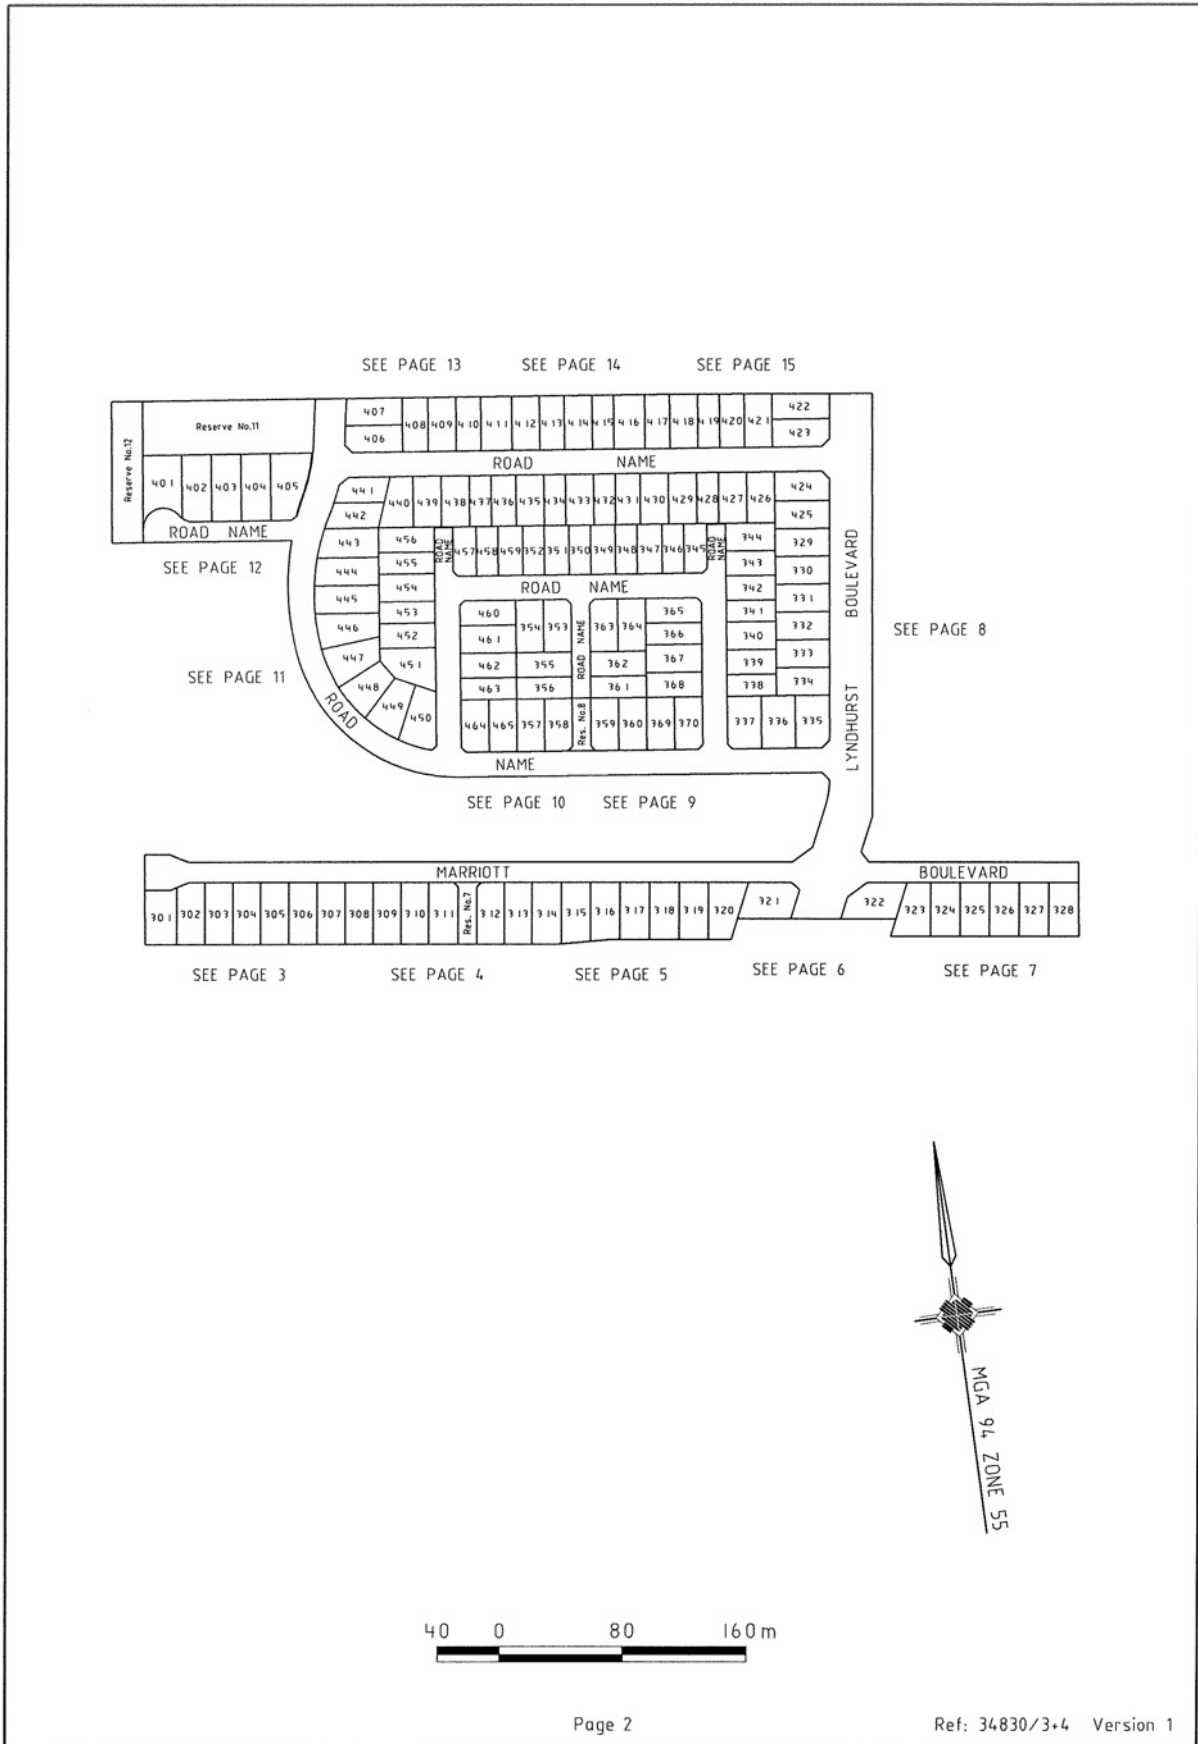 SEE PAGE 13 SEE PAGE 14 SEE PAGE 15
Reserve No.12
Reserve No.11
407
406
408 409 410 411 412 413 414 415 416 417 418 419 420 421
422
423
ROAD NAME
401 402 403 404 405
ROAD NAME
SEE PAGE 12
441
442
440 439 438 437 436 435 434 433 432 431 430 429 428 427 426
424
425
443
444
445
446
447
448
449
450
456
455
454
453
452
451
ROAD NAME
457 458 459 352 351 350 349 348 347 346 345
ROAD NAME
344
343
342
341
340
339
338
329
330
331
332
333
334
337 336 335
LYNDHURST BOULEVARD
SEE PAGE 8
ROAD NAME
460
461
462
463
354 353
355
356
ROAD NAME
363 364
362
361
365
366
367
368
464 465 357 358
Res. No.8
359 360 369 370
SEE PAGE 11
ROAD
NAME
SEE PAGE 10 SEE PAGE 9
MARRIOTT BOULEVARD
301 302 303 304 305 306 307 308 309 310 311
Res. No.7
312 313 314 315 316 317 318 319 320 321 322 323 324 325 326 327 328
SEE PAGE 3 SEE PAGE 4 SEE PAGE 5 SEE PAGE 6 SEE PAGE 7
MGA 94 ZONE 55
40 0 80 160m
Page 2
Ref: 34830/3+4 Version 1